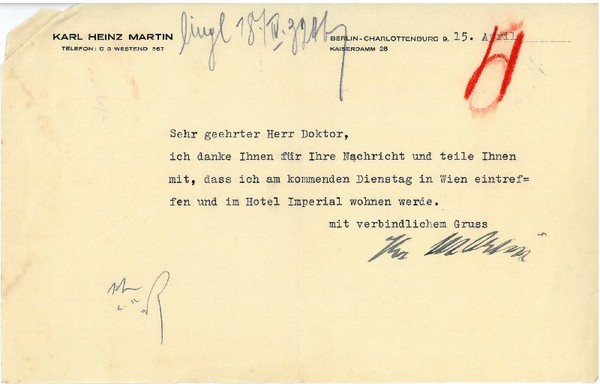 KARL HEINZ MARTIN
TELEFON: C 3 WESTEND 567
BERLIN-CHARLOTTENBURG 9, 15. April
KAISERDAMM 28
Sehr geehrter Herr Doktor,
ich danke Ihnen für Ihre Nachricht und teile Ihnen
mit, dass ich am kommenden Dienstag in Wien eintref=
fen und im Hotel Imperial wohnen werde.
mit verbindlichem Gruss